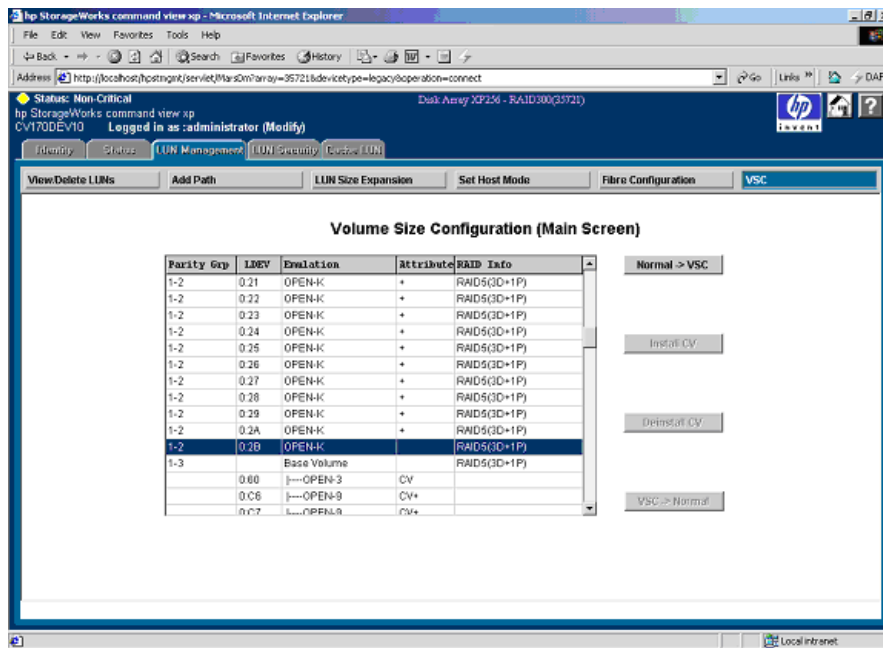 hp StorageWorks command view xp - Microsoft Internet Explorer
File Edit View Favorites Tools Help
Back Search Favorites History
Address http://localhost/hpstmgmt/servlet/MarsDm?array=35721&devicetype=legacy&operation=connect Go Links
Status: Non-Critical
hp StorageWorks command view xp
CV170DEV10 Logged in as :administrator (Modify)
Disk Array XP256 - RAID300(35721)
hp
invent
Identity Status LUN Management LUN Security Cache LUN
View/Delete LUNs Add Path LUN Size Expansion Set Host Mode Fibre Configuration VSC
Volume Size Configuration (Main Screen)
Parity Grp LDEV Emulation Attribute RAID Info
1-2 0:21 OPEN-K + RAID5(3D+1P)
1-2 0:22 OPEN-K + RAID5(3D+1P)
1-2 0:23 OPEN-K + RAID5(3D+1P)
1-2 0:24 OPEN-K + RAID5(3D+1P)
1-2 0:25 OPEN-K + RAID5(3D+1P)
1-2 0:26 OPEN-K + RAID5(3D+1P)
1-2 0:27 OPEN-K + RAID5(3D+1P)
1-2 0:28 OPEN-K + RAID5(3D+1P)
1-2 0:29 OPEN-K + RAID5(3D+1P)
1-2 0:2A OPEN-K + RAID5(3D+1P)
1-2 0:2B OPEN-K RAID5(3D+1P)
1-3 Base Volume RAID5(3D+1P)
0:60 |----OPEN-3 CV
0:C6 |----OPEN-9 CV+
0:C7 |----OPEN-9 CV+
Normal -> VSC
Install CV
Deinstall CV
VSC -> Normal
Local intranet